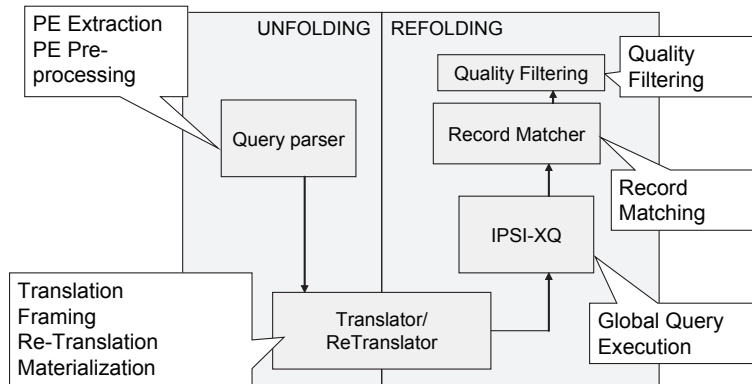 PE Extraction
PE Pre-
processing
UNFOLDING
REFOLDING
Quality
Filtering
Quality Filtering
Query parser
Record Matcher
Record
Matching
IPSI-XQ
Translation
Framing
Re-Translation
Materialization
Translator/
ReTranslator
Global Query
Execution